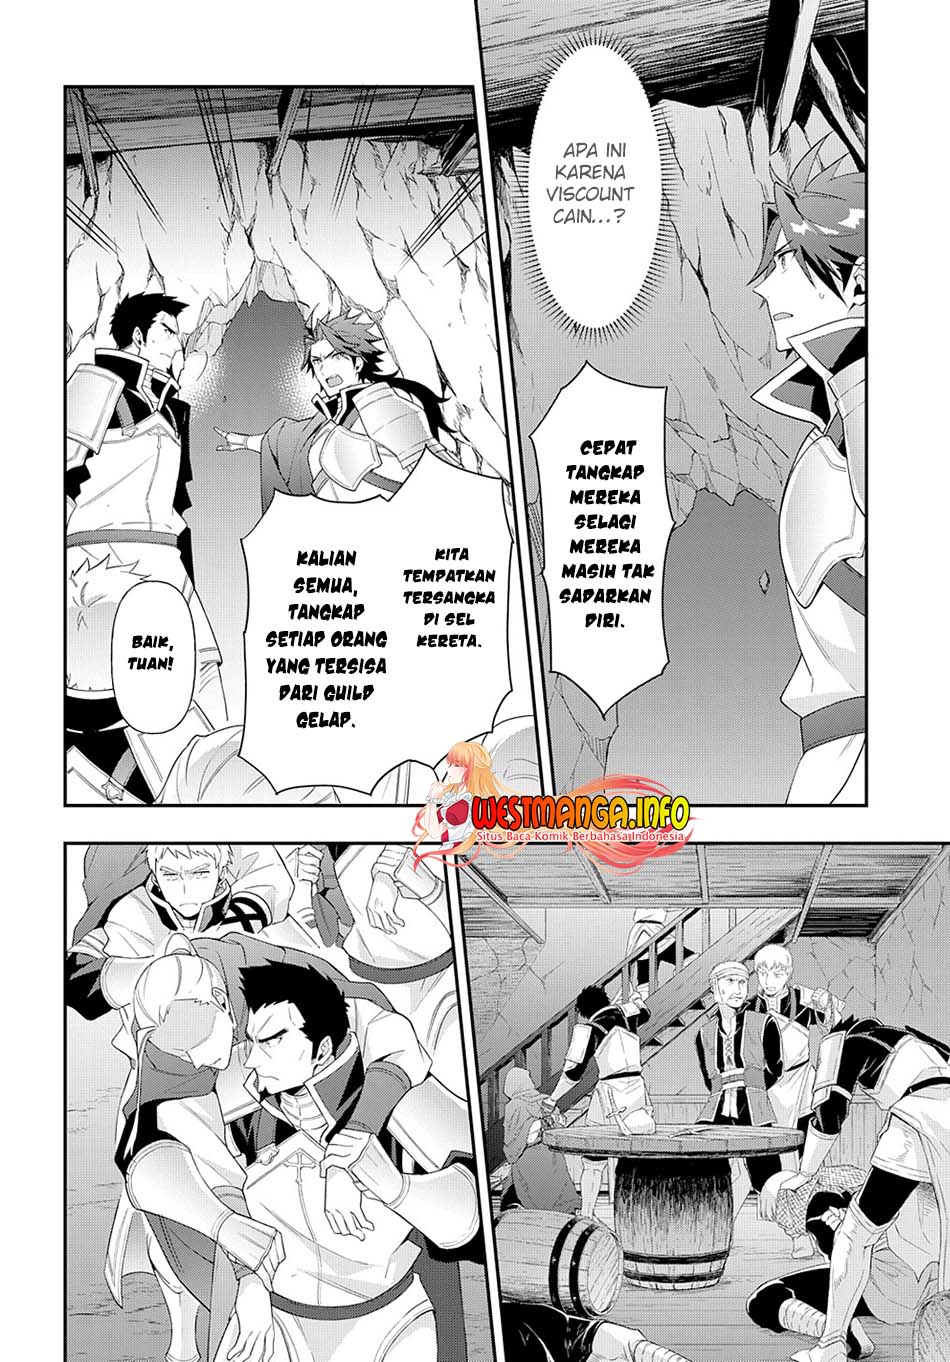 APA INI
KARENA
VISCOUNT
CAIN...?
CEPAT
TANGKAP
MEREKA
SELAGI
MEREKA
MASIH TAK
SADARKAN
DIRI.
KITA
TEMPATKAN
TERSANGKA
DI SEL
KERETA.
KALIAN
SEMUA,
TANGKAP
SETIAP ORANG
YANG TERSISA
DARI GUILD
GELAP.
BAIK,
TUAN!
WESTMANGA.INFO
Situs Baca Komik Berbahasa Indonesia